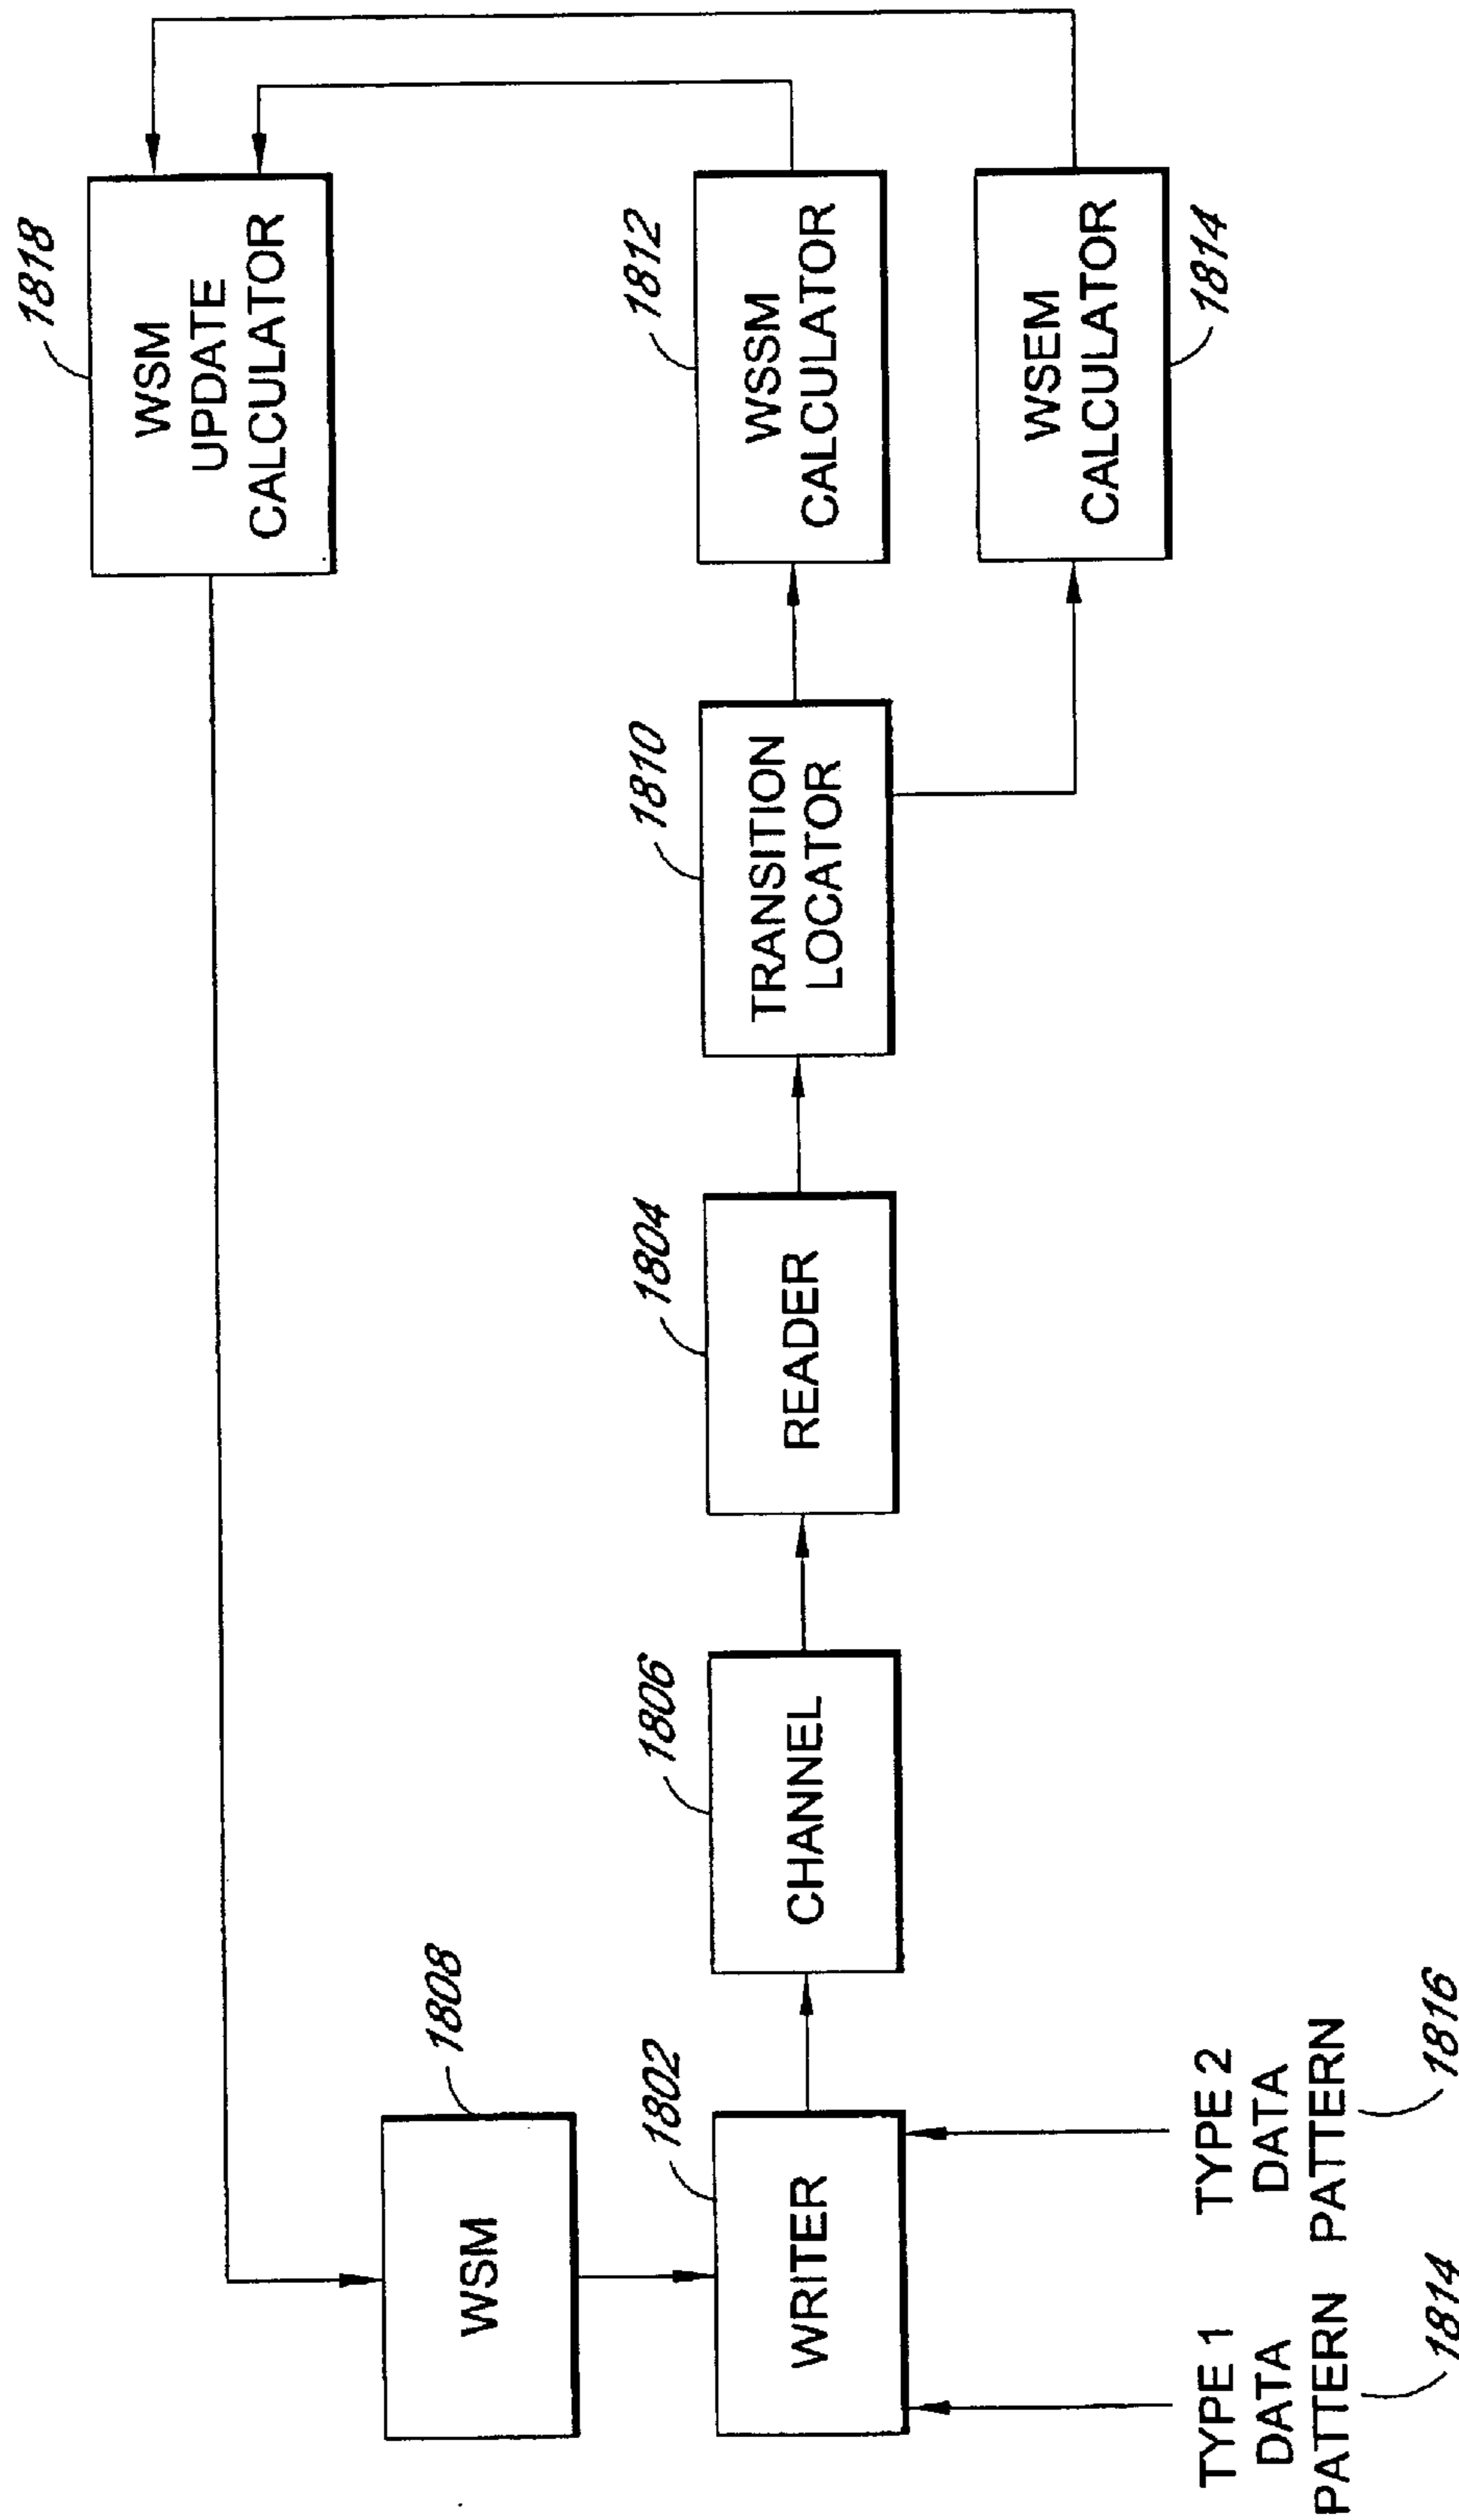 1818
WSM
UPDATE
CALCULATOR
1808
WSM
1802
WRITER
1806
CHANNEL
1804
READER
1810
TRANSITION
LOCATOR
1812
WSSM
CALCULATOR
WSEM
CALCULATOR
1814
TYPE 1
DATA
PATTERN
1814
TYPE 2
DATA
PATTERN
1816